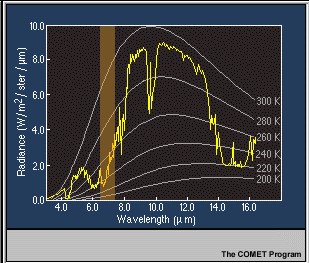 10.0
8.0
6.0
4.0
2.0
0.0
Radiance (W/m²/ ster /µm)
300 K
280 K
260 K
240 K
220 K
200 K
4.0 6.0 8.0 10.0 12.0 14.0 16.0
Wavelength (µ m)
The COMET Program